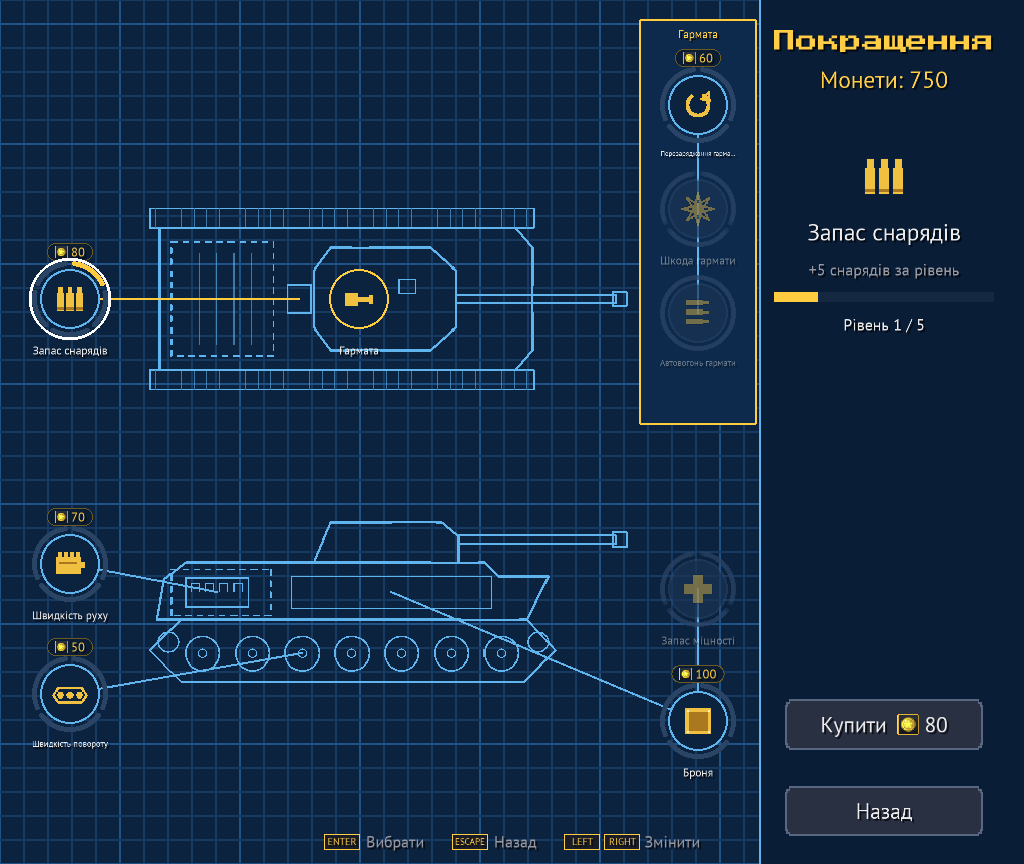 Гармата
60
Перезаряджання гарма...
Шкода гармати
Автовогонь гармати
80
Запас снарядів
Гармата
70
Швидкість руху
50
Швидкість повороту
Запас міцності
100
Броня
ENTER Вибрати ESCAPE Назад LEFT RIGHT Змінити
Покращення
Монети: 750
Запас снарядів
+5 снарядів за рівень
Рівень 1 / 5
Купити 80
Назад